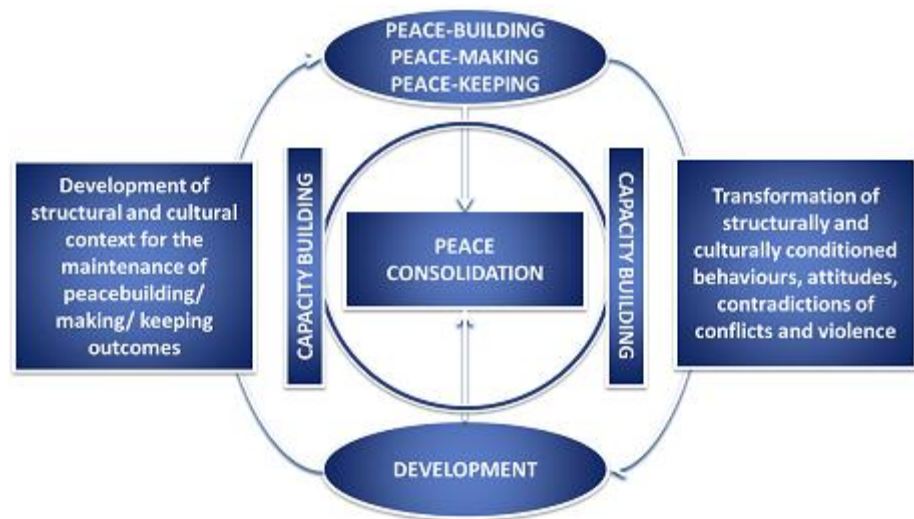 PEACE-BUILDING
PEACE-MAKING
PEACE-KEEPING
Development of
structural and cultural
context for the
maintenance of
peacebuilding/
making/ keeping
outcomes
CAPACITY BUILDING
PEACE
CONSOLIDATION
CAPACITY BUILDING
Transformation of
structurally and
culturally conditioned
behaviours, attitudes,
contradictions of
conflicts and violence
DEVELOPMENT